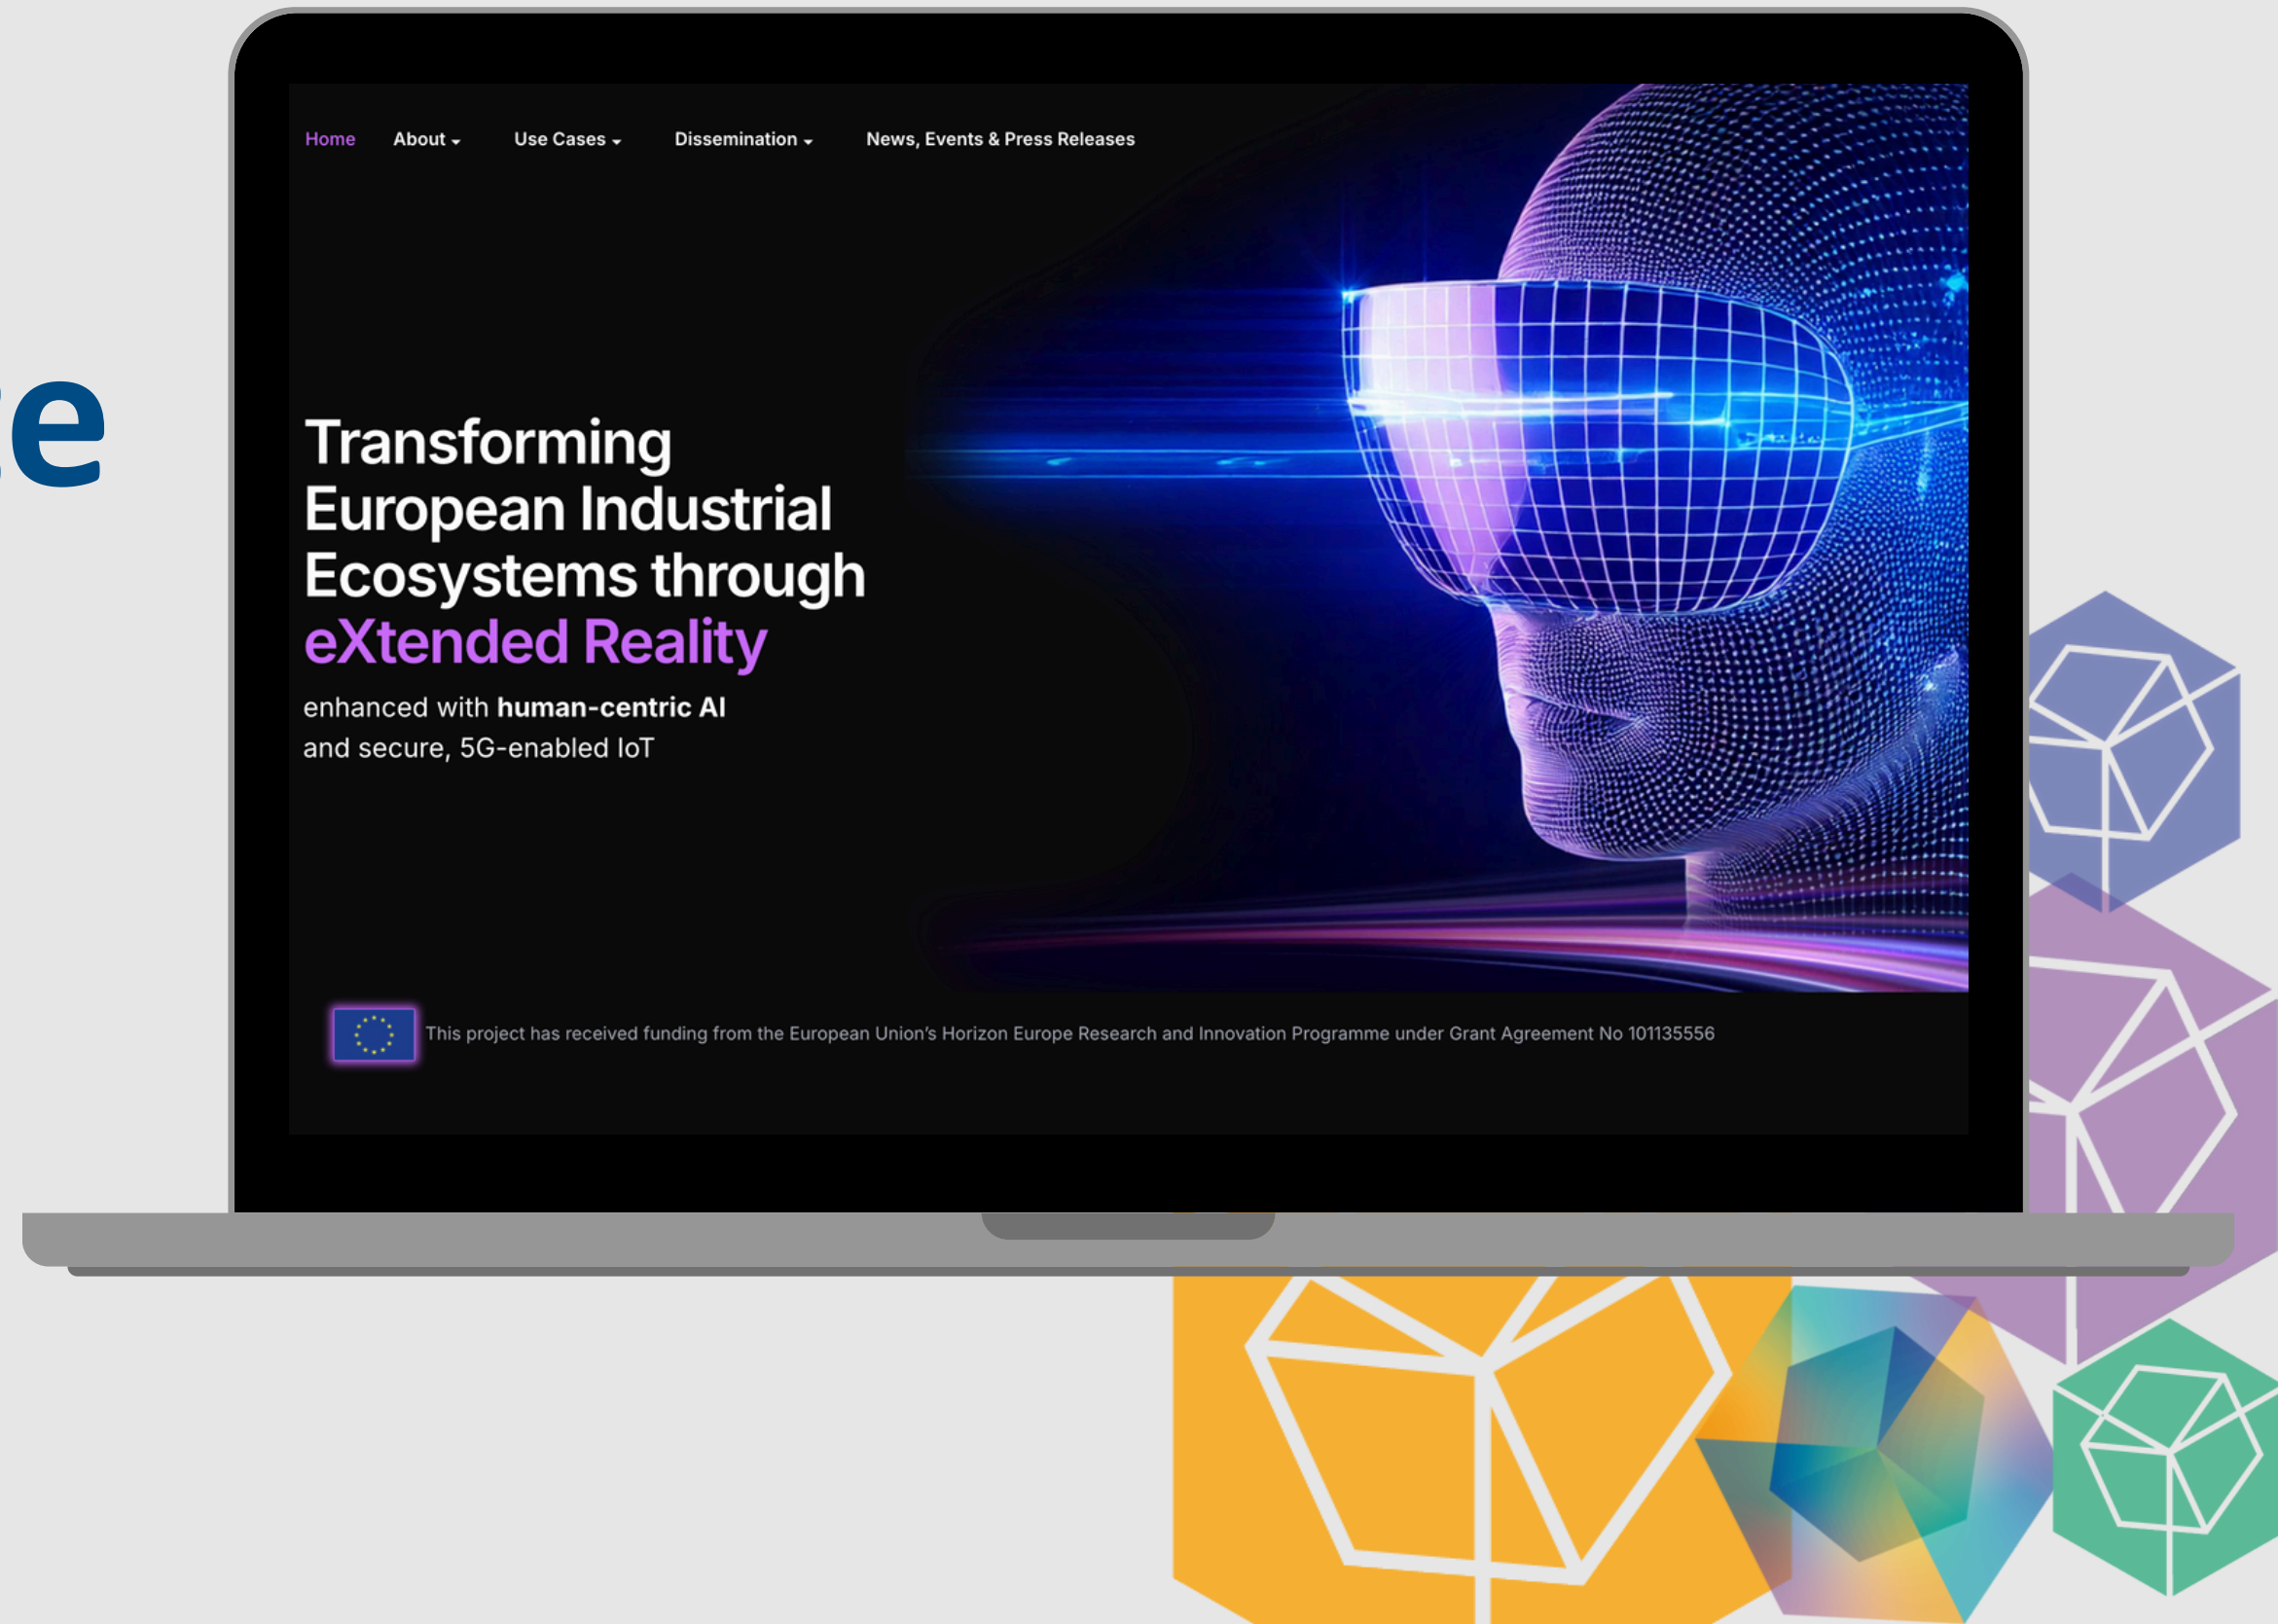 Home About Use Cases Dissemination News, Events & Press Releases
Transforming
European Industrial
Ecosystems through
eXtended Reality
enhanced with human-centric AI
and secure, 5G-enabled IoT
This project has received funding from the European Union’s Horizon Europe Research and Innovation Programme under Grant Agreement No 101135556